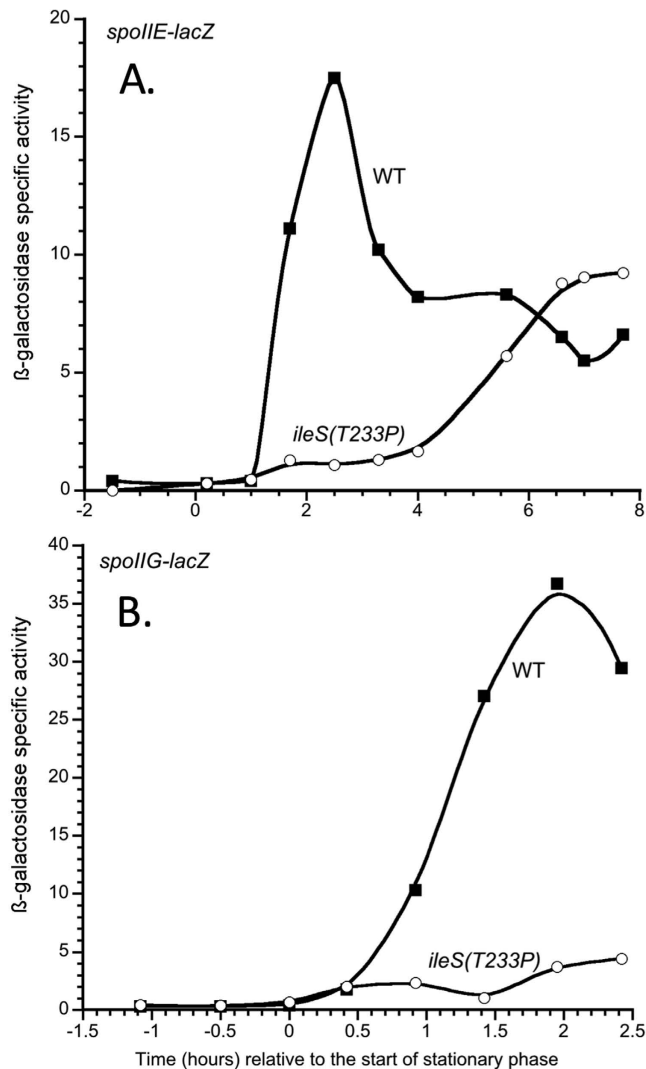 spoIIE-lacZ
A.
WT
ileS(T233P)
ß-galactosidase specific activity
20
15
10
5
0
-2
0
2
4
6
8
spoIIG-lacZ
B.
WT
ileS(T233P)
ß-galactosidase specific activity
40
35
30
25
20
15
10
5
0
-1.5
-1
-0.5
0
0.5
1
1.5
2
2.5
Time (hours) relative to the start of stationary phase